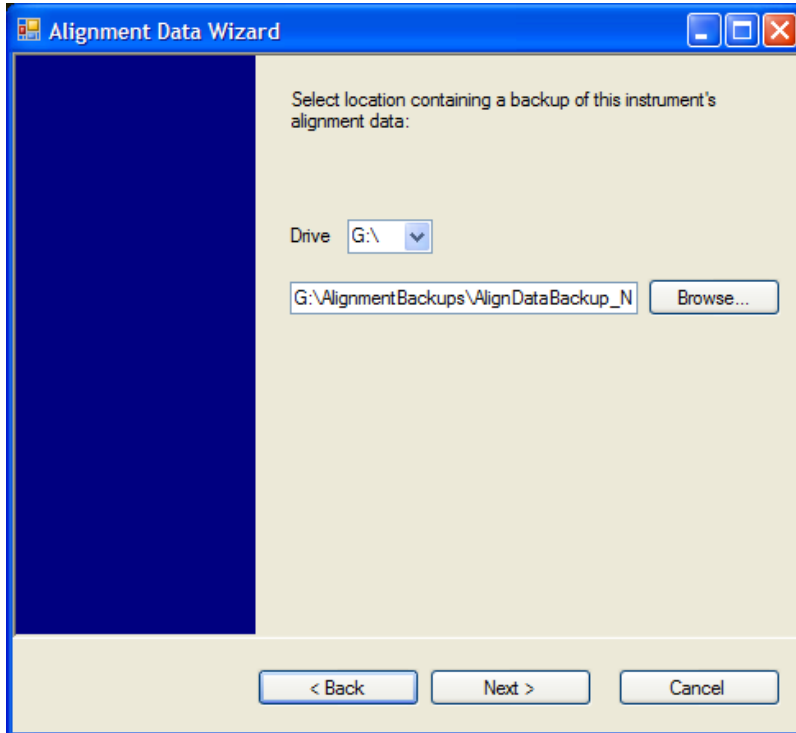 Alignment Data Wizard
Select location containing a backup of this instrument's
alignment data:
Drive G:\
G:\AlignmentBackups\AlignDataBackup_N Browse...
< Back Next > Cancel